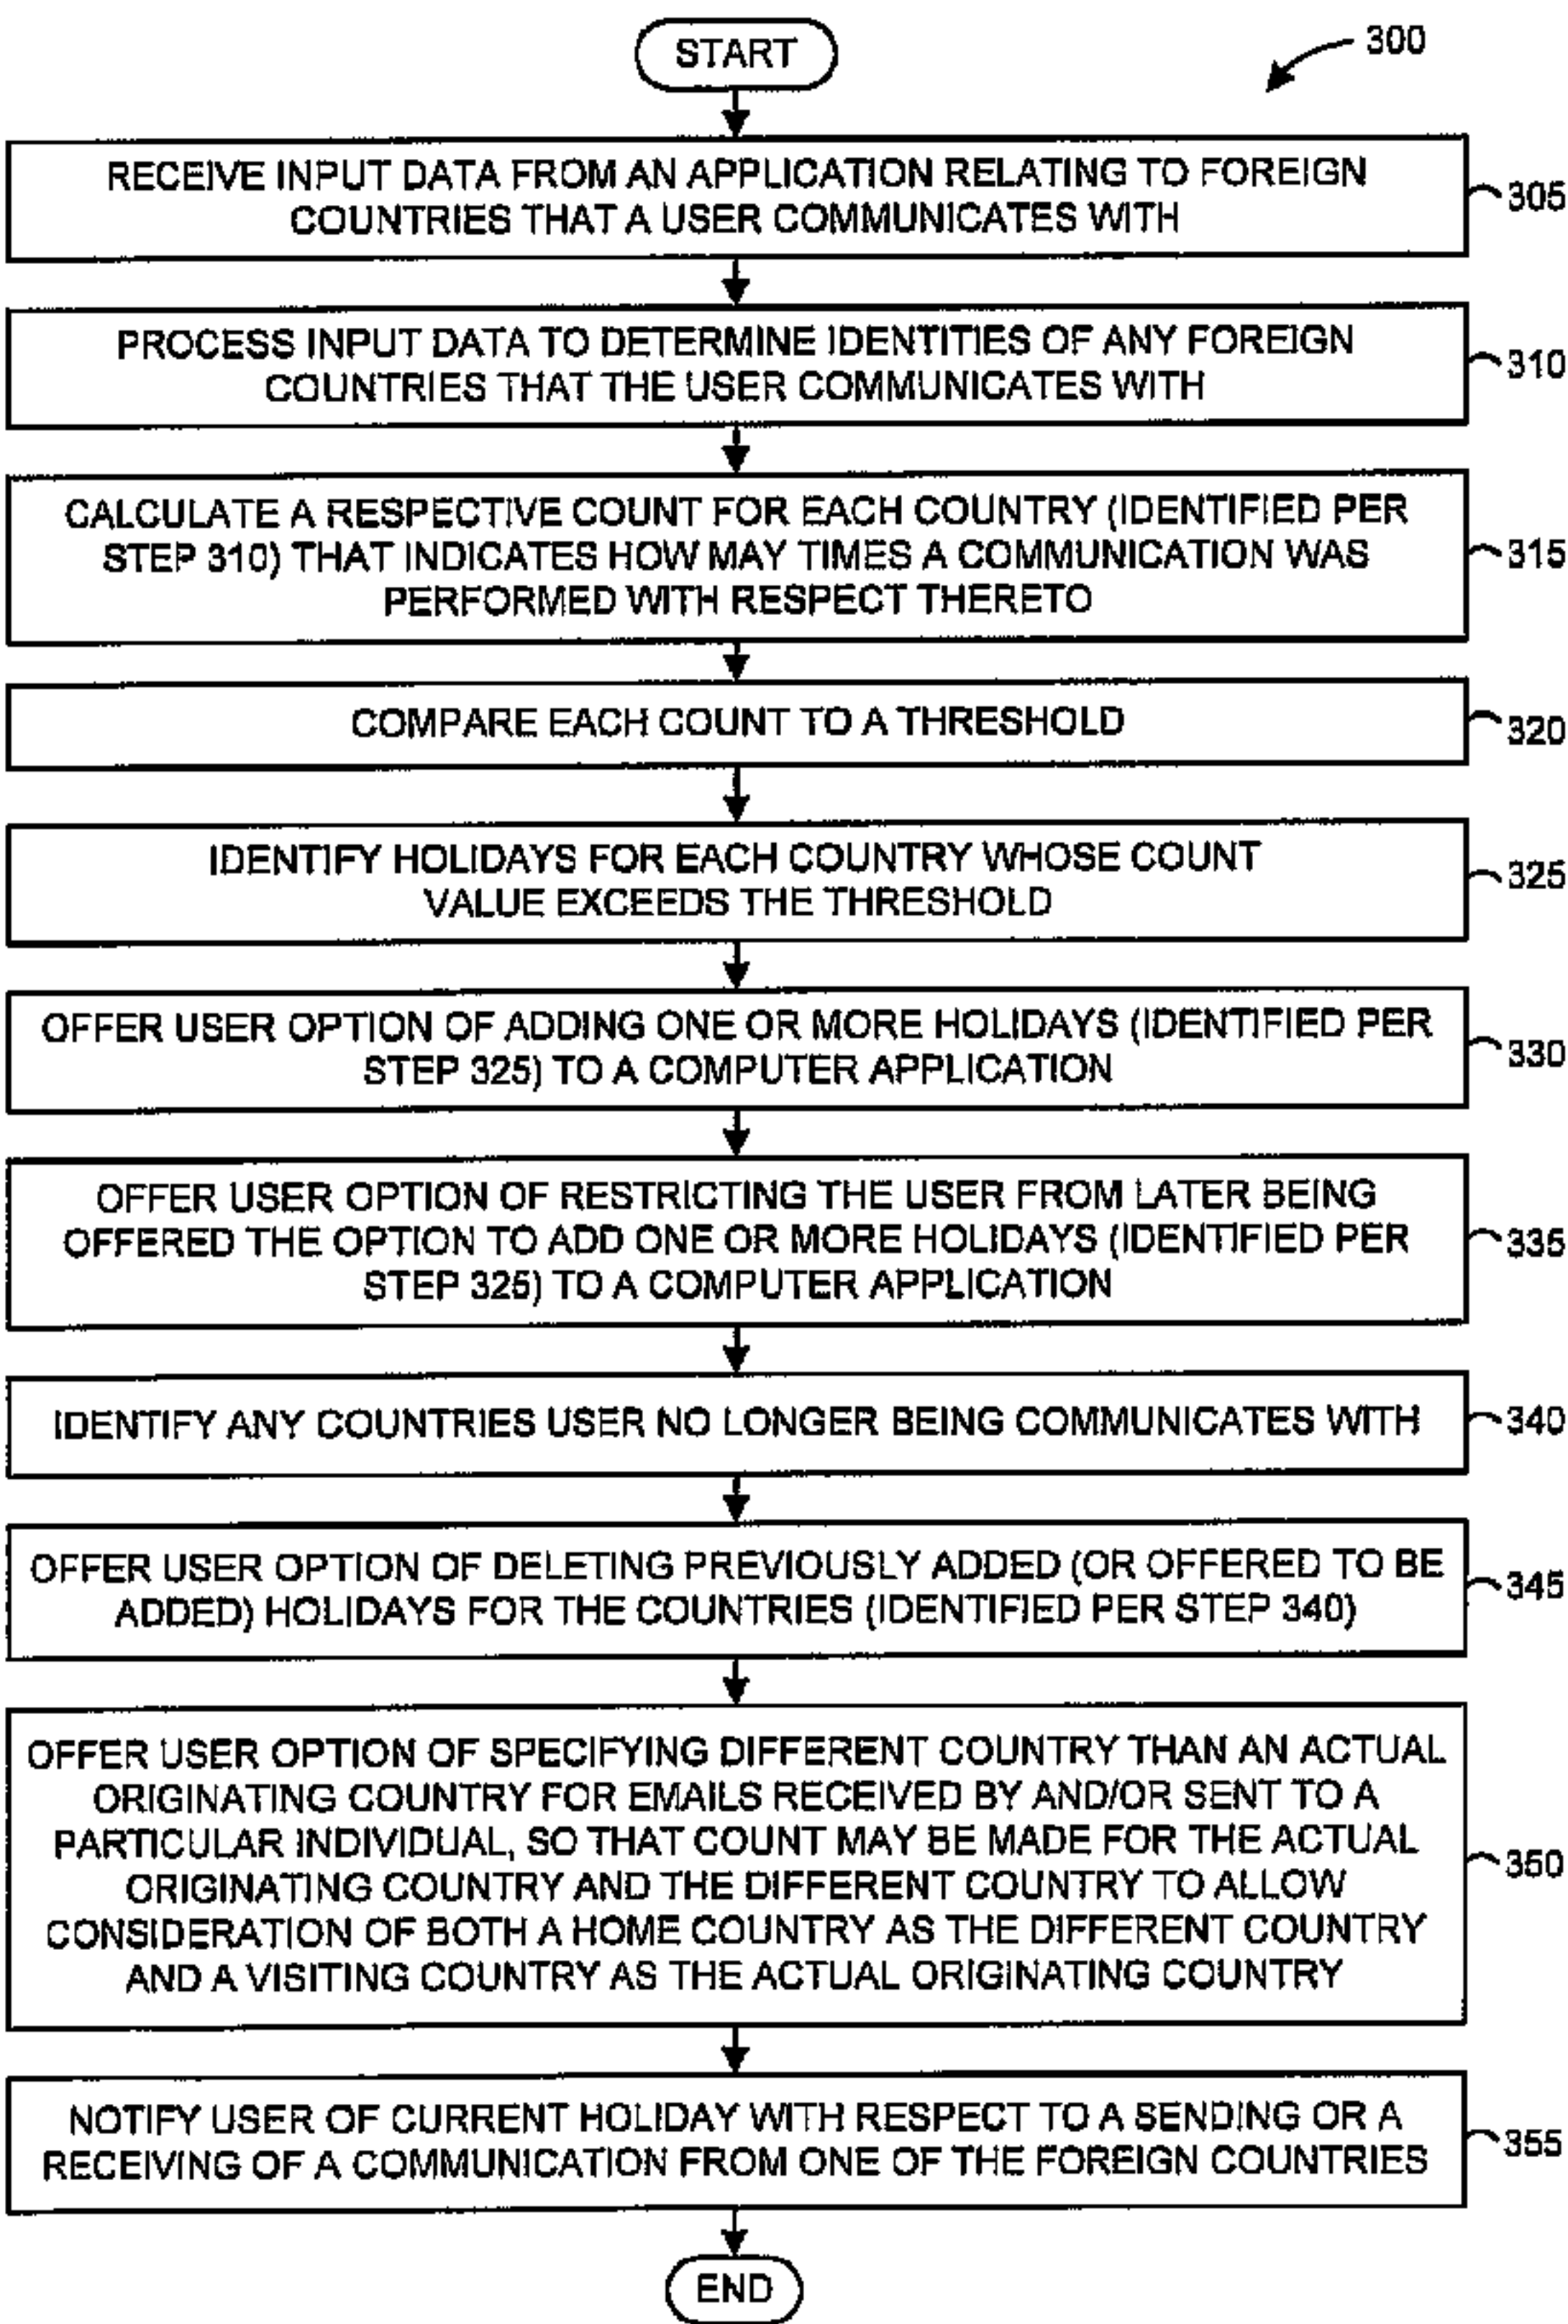 START
300
RECEIVE INPUT DATA FROM AN APPLICATION RELATING TO FOREIGN
COUNTRIES THAT A USER COMMUNICATES WITH
305
PROCESS INPUT DATA TO DETERMINE IDENTITIES OF ANY FOREIGN
COUNTRIES THAT THE USER COMMUNICATES WITH
310
CALCULATE A RESPECTIVE COUNT FOR EACH COUNTRY (IDENTIFIED PER
STEP 310) THAT INDICATES HOW MAY TIMES A COMMUNICATION WAS
PERFORMED WITH RESPECT THERETO
315
COMPARE EACH COUNT TO A THRESHOLD
320
IDENTIFY HOLIDAYS FOR EACH COUNTRY WHOSE COUNT
VALUE EXCEEDS THE THRESHOLD
325
OFFER USER OPTION OF ADDING ONE OR MORE HOLIDAYS (IDENTIFIED PER
STEP 325) TO A COMPUTER APPLICATION
330
OFFER USER OPTION OF RESTRICTING THE USER FROM LATER BEING
OFFERED THE OPTION TO ADD ONE OR MORE HOLIDAYS (IDENTIFIED PER
STEP 325) TO A COMPUTER APPLICATION
335
IDENTIFY ANY COUNTRIES USER NO LONGER BEING COMMUNICATES WITH
340
OFFER USER OPTION OF DELETING PREVIOUSLY ADDED (OR OFFERED TO BE
ADDED) HOLIDAYS FOR THE COUNTRIES (IDENTIFIED PER STEP 340)
345
OFFER USER OPTION OF SPECIFYING DIFFERENT COUNTRY THAN AN ACTUAL
ORIGINATING COUNTRY FOR EMAILS RECEIVED BY AND/OR SENT TO A
PARTICULAR INDIVIDUAL, SO THAT COUNT MAY BE MADE FOR THE ACTUAL
ORIGINATING COUNTRY AND THE DIFFERENT COUNTRY TO ALLOW
CONSIDERATION OF BOTH A HOME COUNTRY AS THE DIFFERENT COUNTRY
AND A VISITING COUNTRY AS THE ACTUAL ORIGINATING COUNTRY
350
NOTIFY USER OF CURRENT HOLIDAY WITH RESPECT TO A SENDING OR A
RECEIVING OF A COMMUNICATION FROM ONE OF THE FOREIGN COUNTRIES
355
END